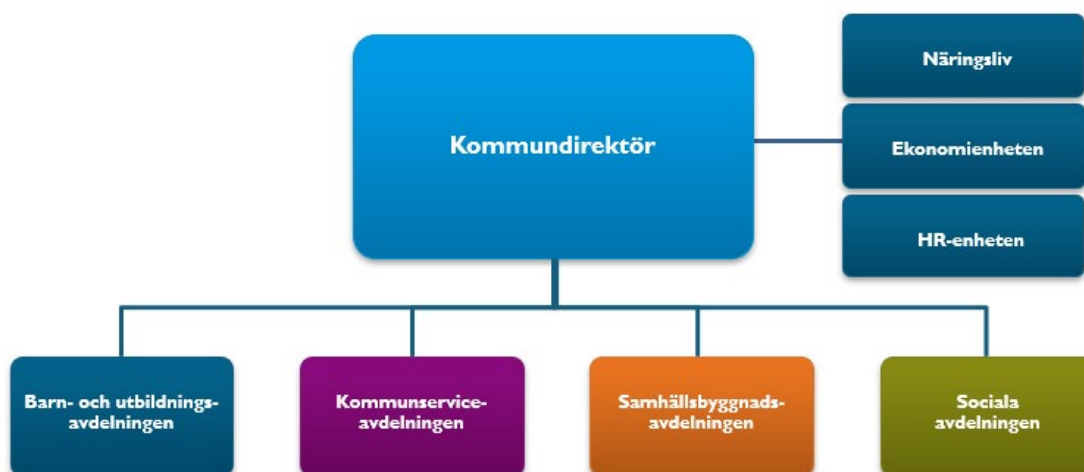 Näringsliv
Kommundirektör
Ekonomienheten
HR-enheten
Barn- och utbildnings-
avdelningen
Kommunservice-
avdelningen
Samhällsbyggnads-
avdelningen
Sociala
avdelningen